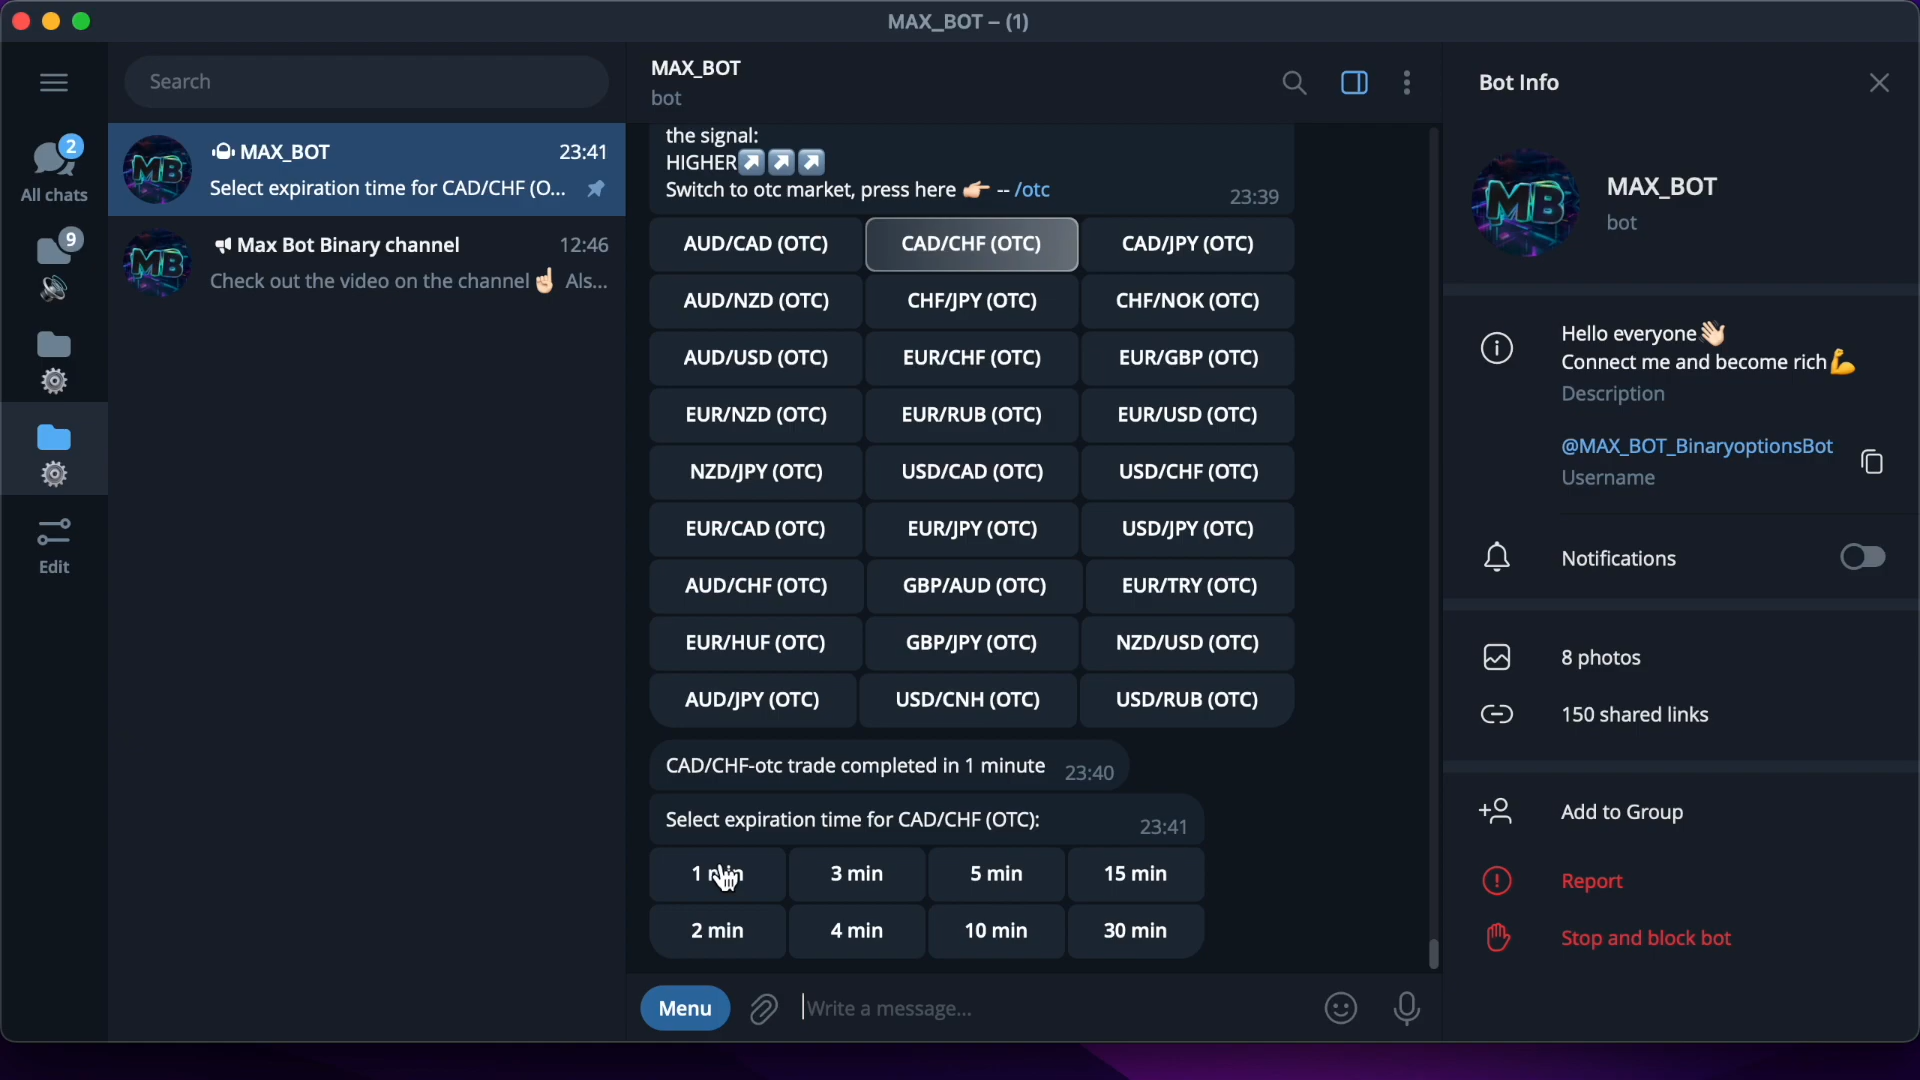 MAX_BOT – (1)
Search
MAX_BOT
bot
Bot Info
2
All chats
9
Edit
MAX_BOT 23:41
Select expiration time for CAD/CHF (O...
Max Bot Binary channel 12:46
Check out the video on the channel☝🏻 Als...
MB
MB
the signal:
HIGHER↗️↗️↗️
Switch to otc market, press here 👉🏻 -- /otc
23:39
AUD/CAD (OTC) CAD/CHF (OTC) CAD/JPY (OTC)
AUD/NZD (OTC) CHF/JPY (OTC) CHF/NOK (OTC)
AUD/USD (OTC) EUR/CHF (OTC) EUR/GBP (OTC)
EUR/NZD (OTC) EUR/RUB (OTC) EUR/USD (OTC)
NZD/JPY (OTC) USD/CAD (OTC) USD/CHF (OTC)
EUR/CAD (OTC) EUR/JPY (OTC) USD/JPY (OTC)
AUD/CHF (OTC) GBP/AUD (OTC) EUR/TRY (OTC)
EUR/HUF (OTC) GBP/JPY (OTC) NZD/USD (OTC)
AUD/JPY (OTC) USD/CNH (OTC) USD/RUB (OTC)
CAD/CHF-otc trade completed in 1 minute 23:40
Select expiration time for CAD/CHF (OTC): 23:41
1 min 3 min 5 min 15 min
2 min 4 min 10 min 30 min
Menu Write a message...
MB
MAX_BOT
bot
Hello everyone👋🏻
Connect me and become rich💪
Description
@MAX_BOT_BinaryoptionsBot
Username
Notifications
8 photos
150 shared links
Add to Group
Report
Stop and block bot